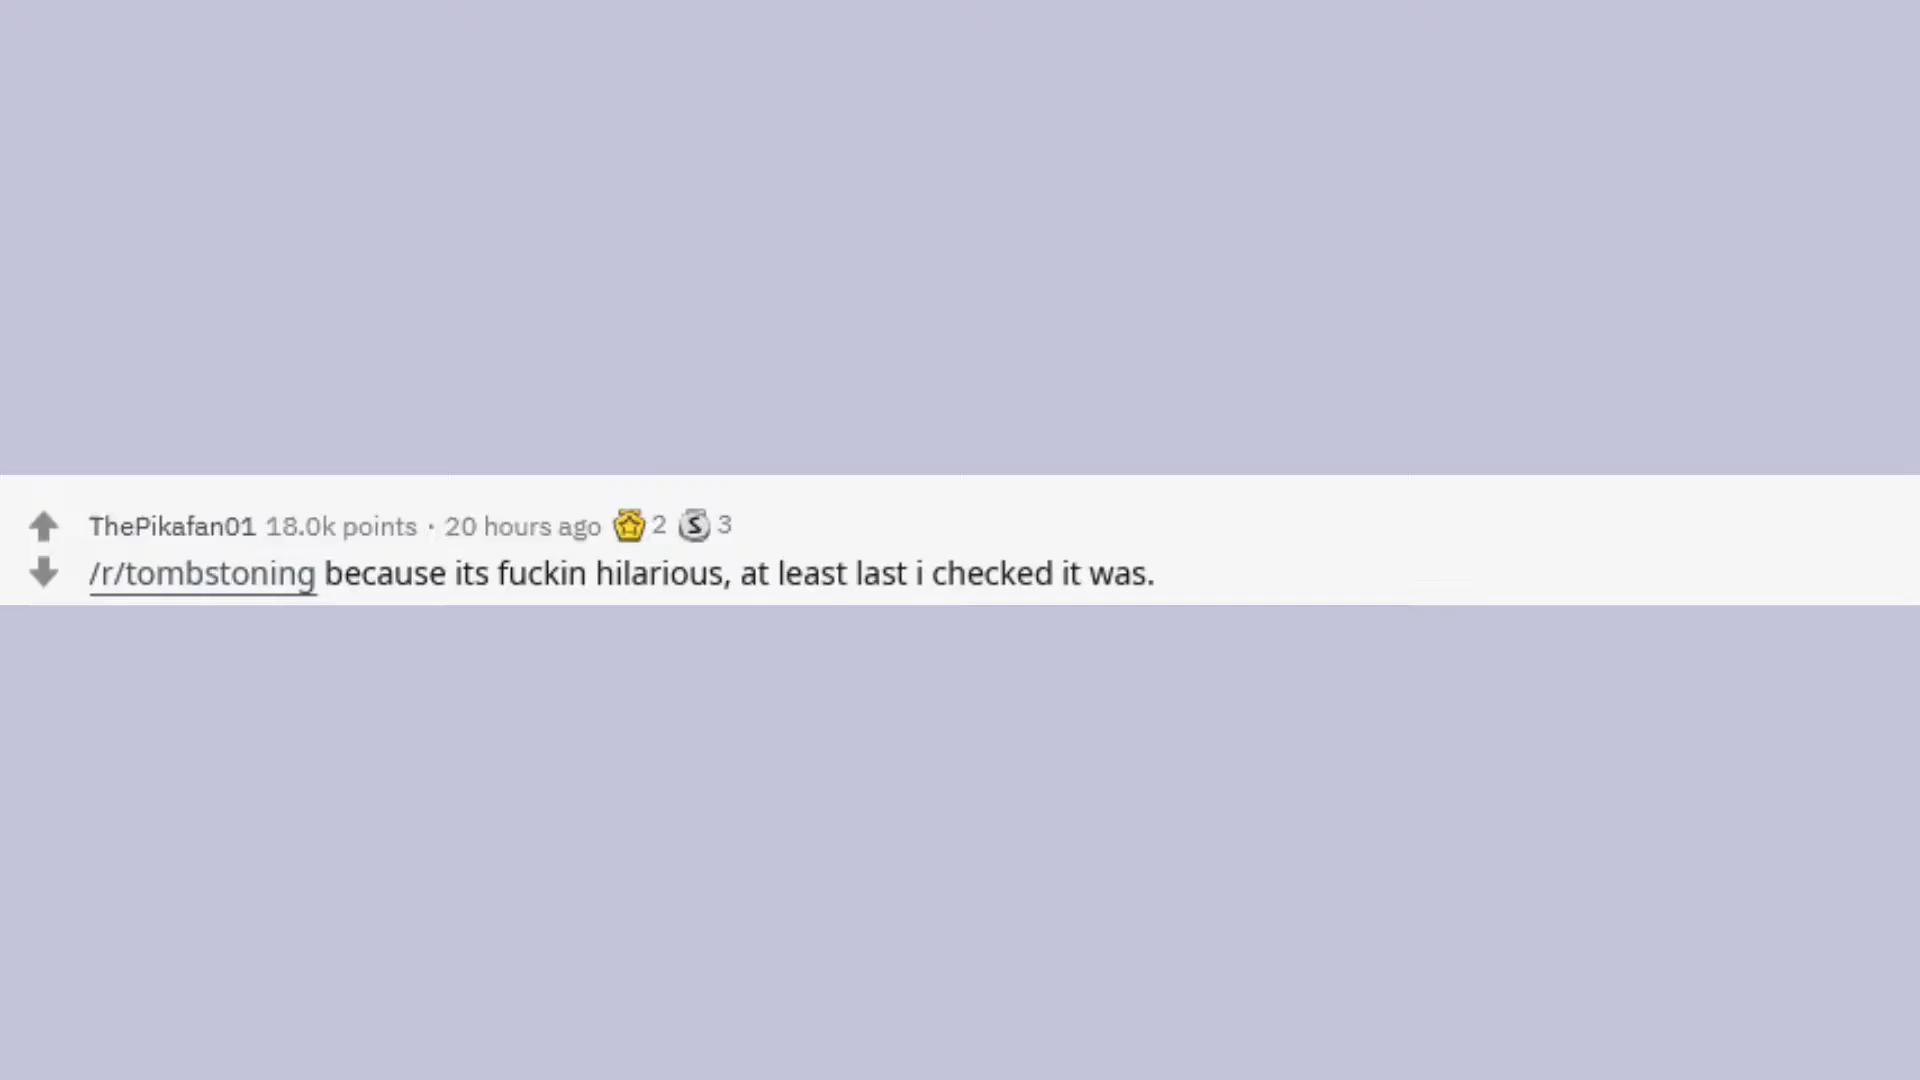 ThePikafan01 18.0k points · 20 hours ago 2 S 3
/r/tombstoning because its fuckin hilarious, at least last i checked it was.